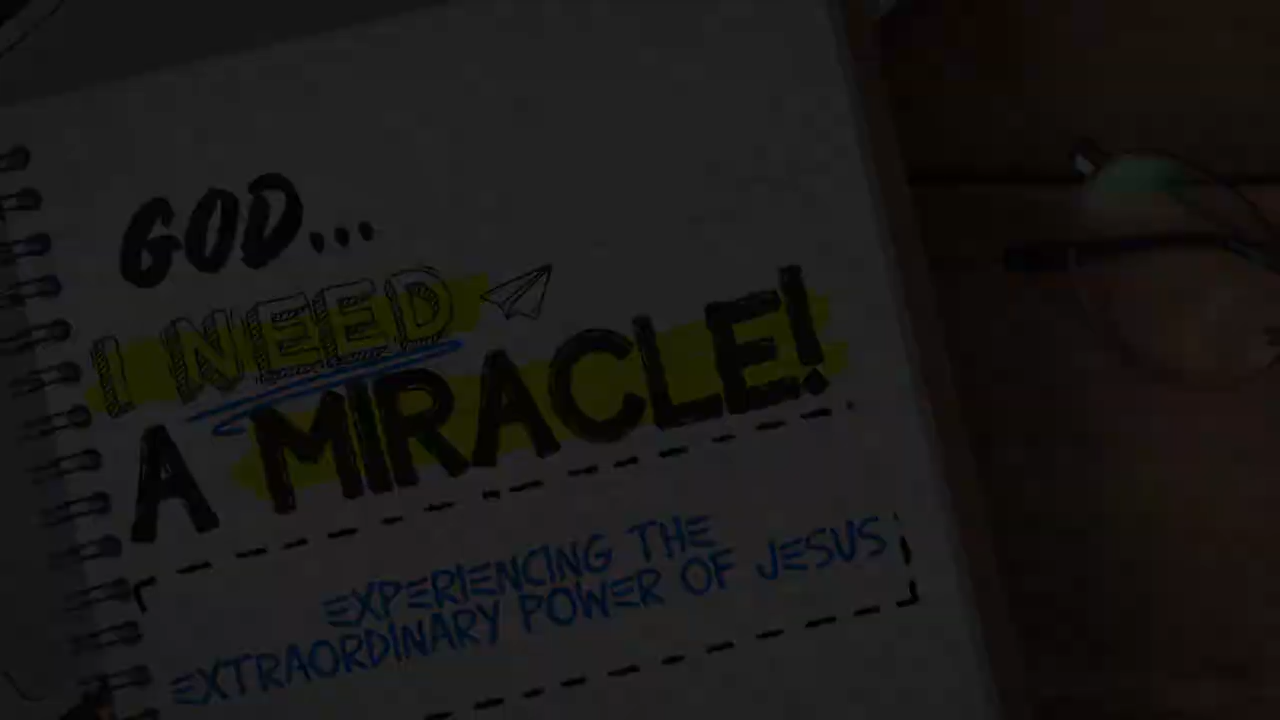 GOD...
I NEED
A MIRACLE!
EXPERIENCING THE
EXTRAORDINARY POWER OF JESUS